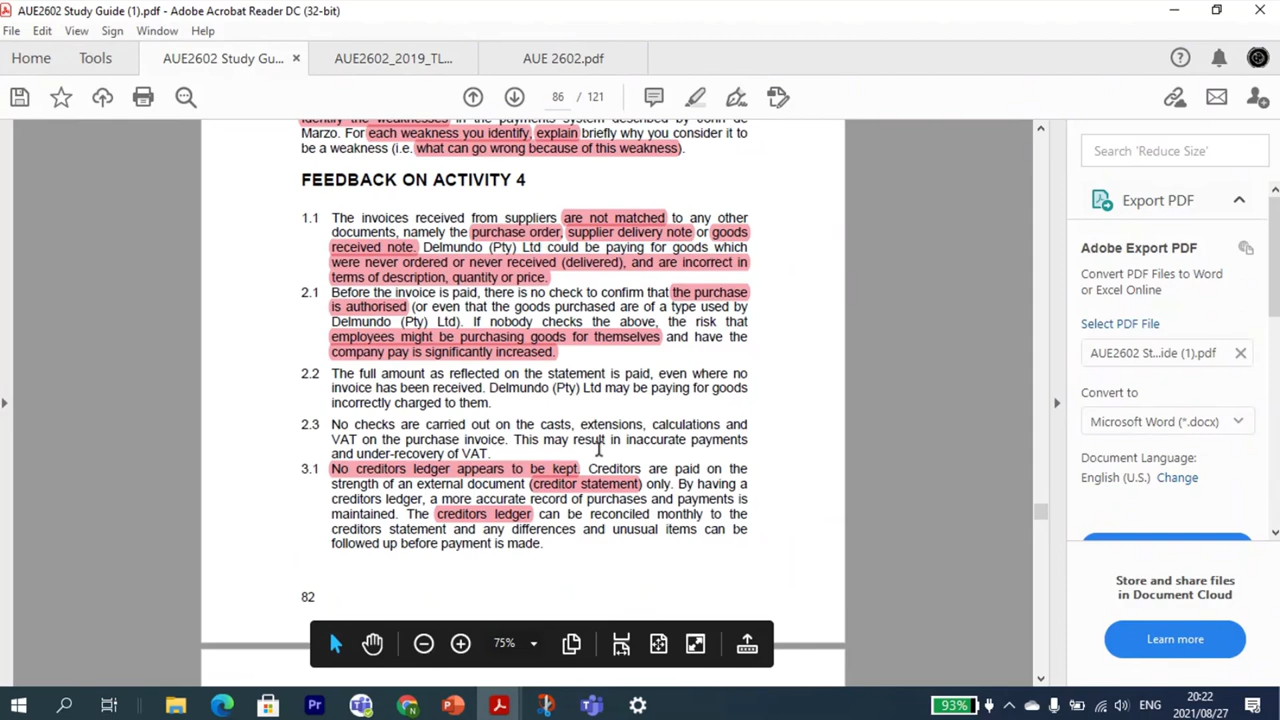 AUE2602 Study Guide (1).pdf - Adobe Acrobat Reader DC (32-bit)
File Edit View Sign Window Help
Home Tools AUE2602 Study Gu... × AUE2602_2019_TL... AUE 2602.pdf
86 / 121
identify the weaknesses in the payments system described by John de
Marzo. For each weakness you identify, explain briefly why you consider it to
be a weakness (i.e. what can go wrong because of this weakness).
FEEDBACK ON ACTIVITY 4
1.1 The invoices received from suppliers are not matched to any other
documents, namely the purchase order, supplier delivery note or goods
received note. Delmundo (Pty) Ltd could be paying for goods which
were never ordered or never received (delivered), and are incorrect in
terms of description, quantity or price.
2.1 Before the invoice is paid, there is no check to confirm that the purchase
is authorised (or even that the goods purchased are of a type used by
Delmundo (Pty) Ltd). If nobody checks the above, the risk that
employees might be purchasing goods for themselves and have the
company pay is significantly increased.
2.2 The full amount as reflected on the statement is paid, even where no
invoice has been received. Delmundo (Pty) Ltd may be paying for goods
incorrectly charged to them.
2.3 No checks are carried out on the casts, extensions, calculations and
VAT on the purchase invoice. This may result in inaccurate payments
and under-recovery of VAT.
3.1 No creditors ledger appears to be kept. Creditors are paid on the
strength of an external document (creditor statement) only. By having a
creditors ledger, a more accurate record of purchases and payments is
maintained. The creditors ledger can be reconciled monthly to the
creditors statement and any differences and unusual items can be
followed up before payment is made.
82
75%
Search 'Reduce Size'
Export PDF
Adobe Export PDF
Convert PDF Files to Word
or Excel Online
Select PDF File
AUE2602 St...ide (1).pdf
Convert to
Microsoft Word (*.docx)
Document Language:
English (U.S.) Change
Store and share files
in Document Cloud
Learn more
Pr
93%
ENG
20:22
2021/08/27